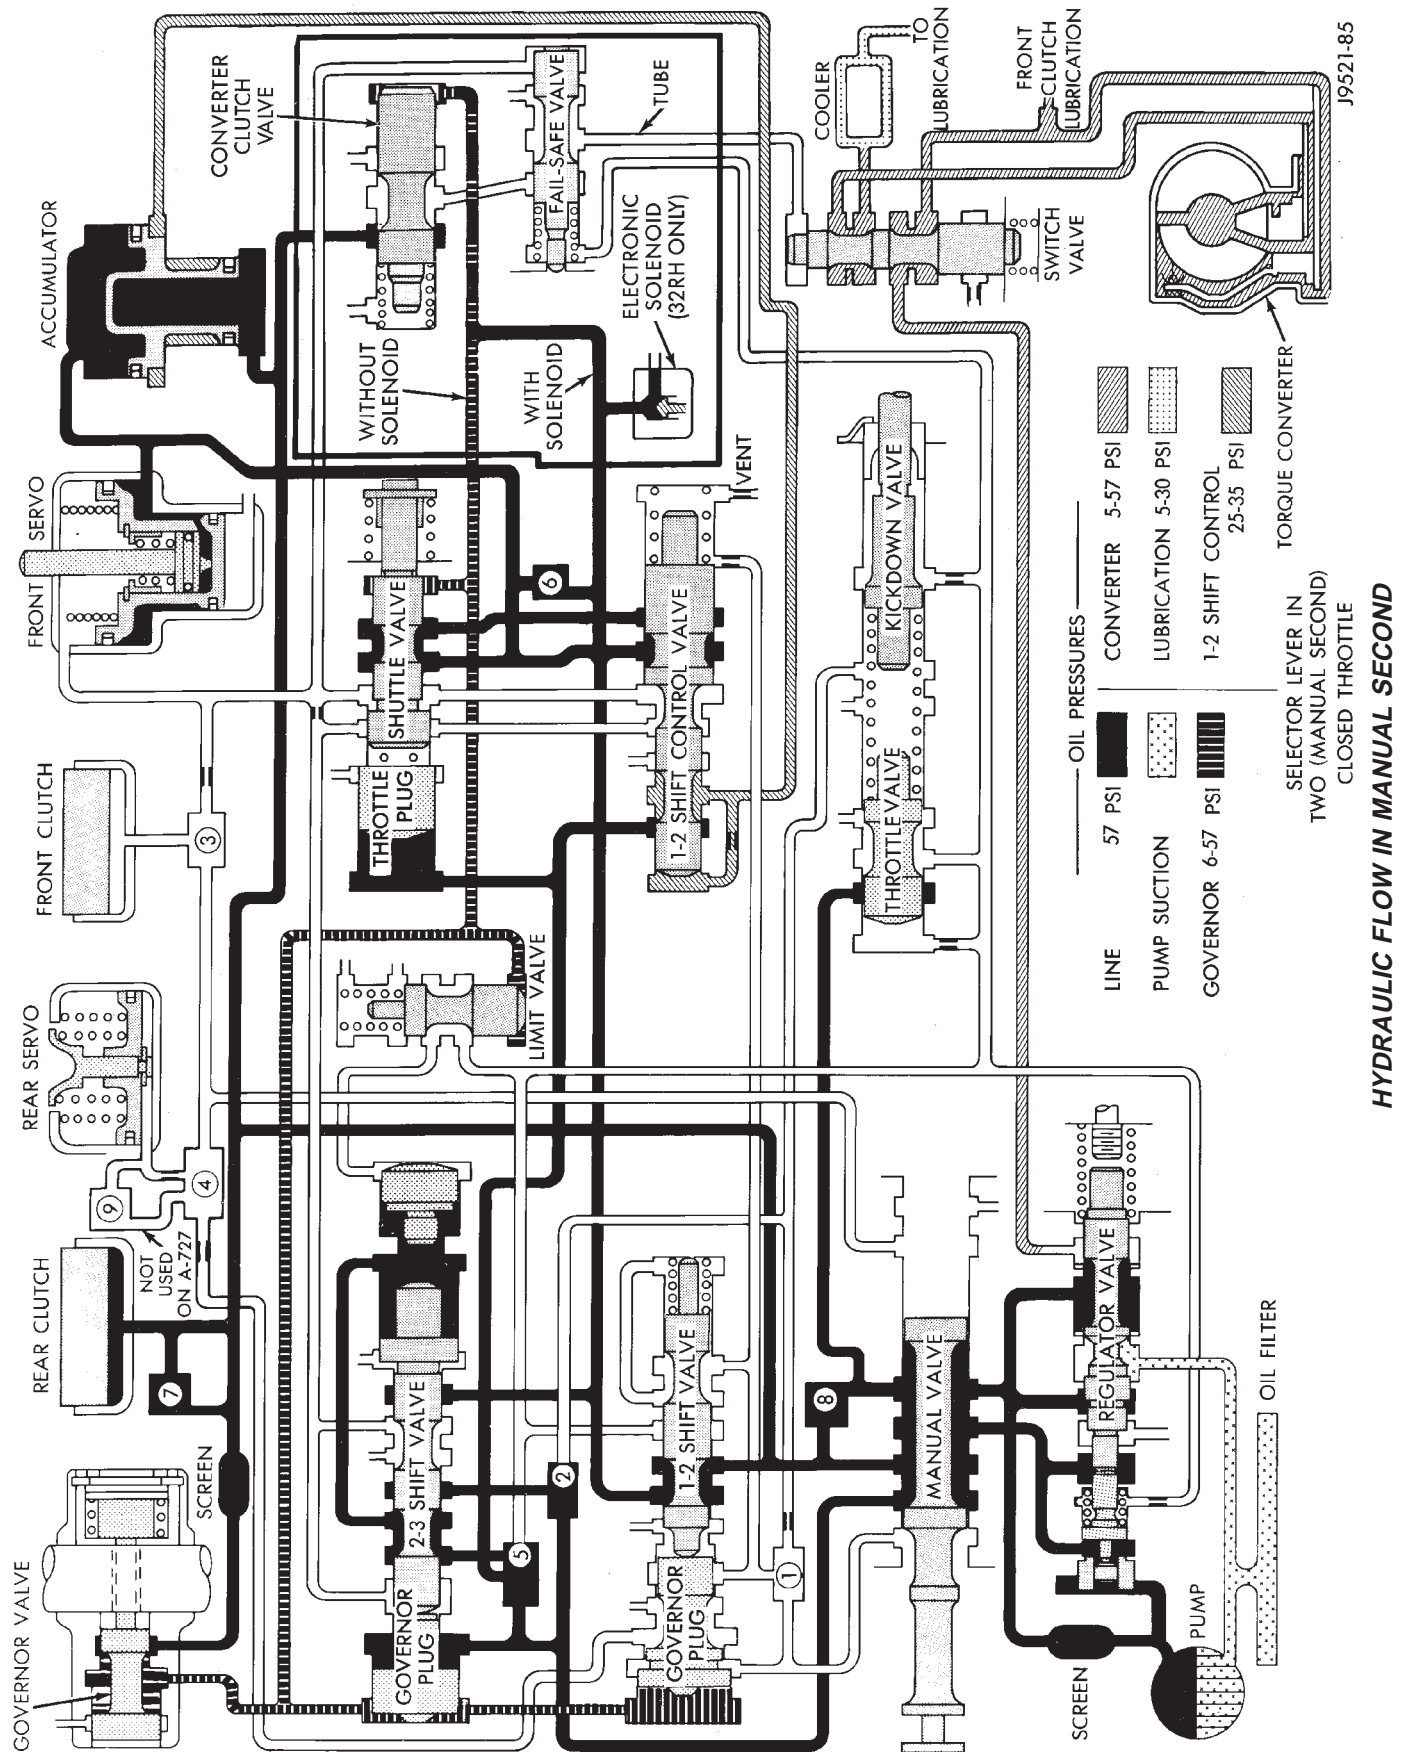 GOVERNOR VALVE
SCREEN
REAR CLUTCH
7
NOT
USED
ON A-727
9
4
REAR SERVO
FRONT CLUTCH
3
FRONT SERVO
ACCUMULATOR
CONVERTER
CLUTCH
VALVE
GOVERNOR
PLUG
2-3 SHIFT VALVE
5
2
LIMIT VALVE
THROTTLE
PLUG
SHUTTLE VALVE
WITHOUT
SOLENOID
WITH
SOLENOID
FAIL-SAFE VALVE
TUBE
ELECTRONIC
SOLENOID
(32RH ONLY)
6
VENT
GOVERNOR
PLUG
1-2 SHIFT VALVE
1
1-2 SHIFT CONTROL VALVE
8
MANUAL VALVE
THROTTLE VALVE
KICKDOWN VALVE
COOLER
TO
LUBRICATION
FRONT
CLUTCH
LUBRICATION
SWITCH
VALVE
SCREEN
PUMP
REGULATOR VALVE
OIL FILTER
TORQUE CONVERTER
OIL PRESSURES
LINE 57 PSI
PUMP SUCTION
GOVERNOR 6-57 PSI
CONVERTER 5-57 PSI
LUBRICATION 5-30 PSI
1-2 SHIFT CONTROL
25-35 PSI
SELECTOR LEVER IN
TWO (MANUAL SECOND)
CLOSED THROTTLE
J9521-85
HYDRAULIC FLOW IN MANUAL SECOND